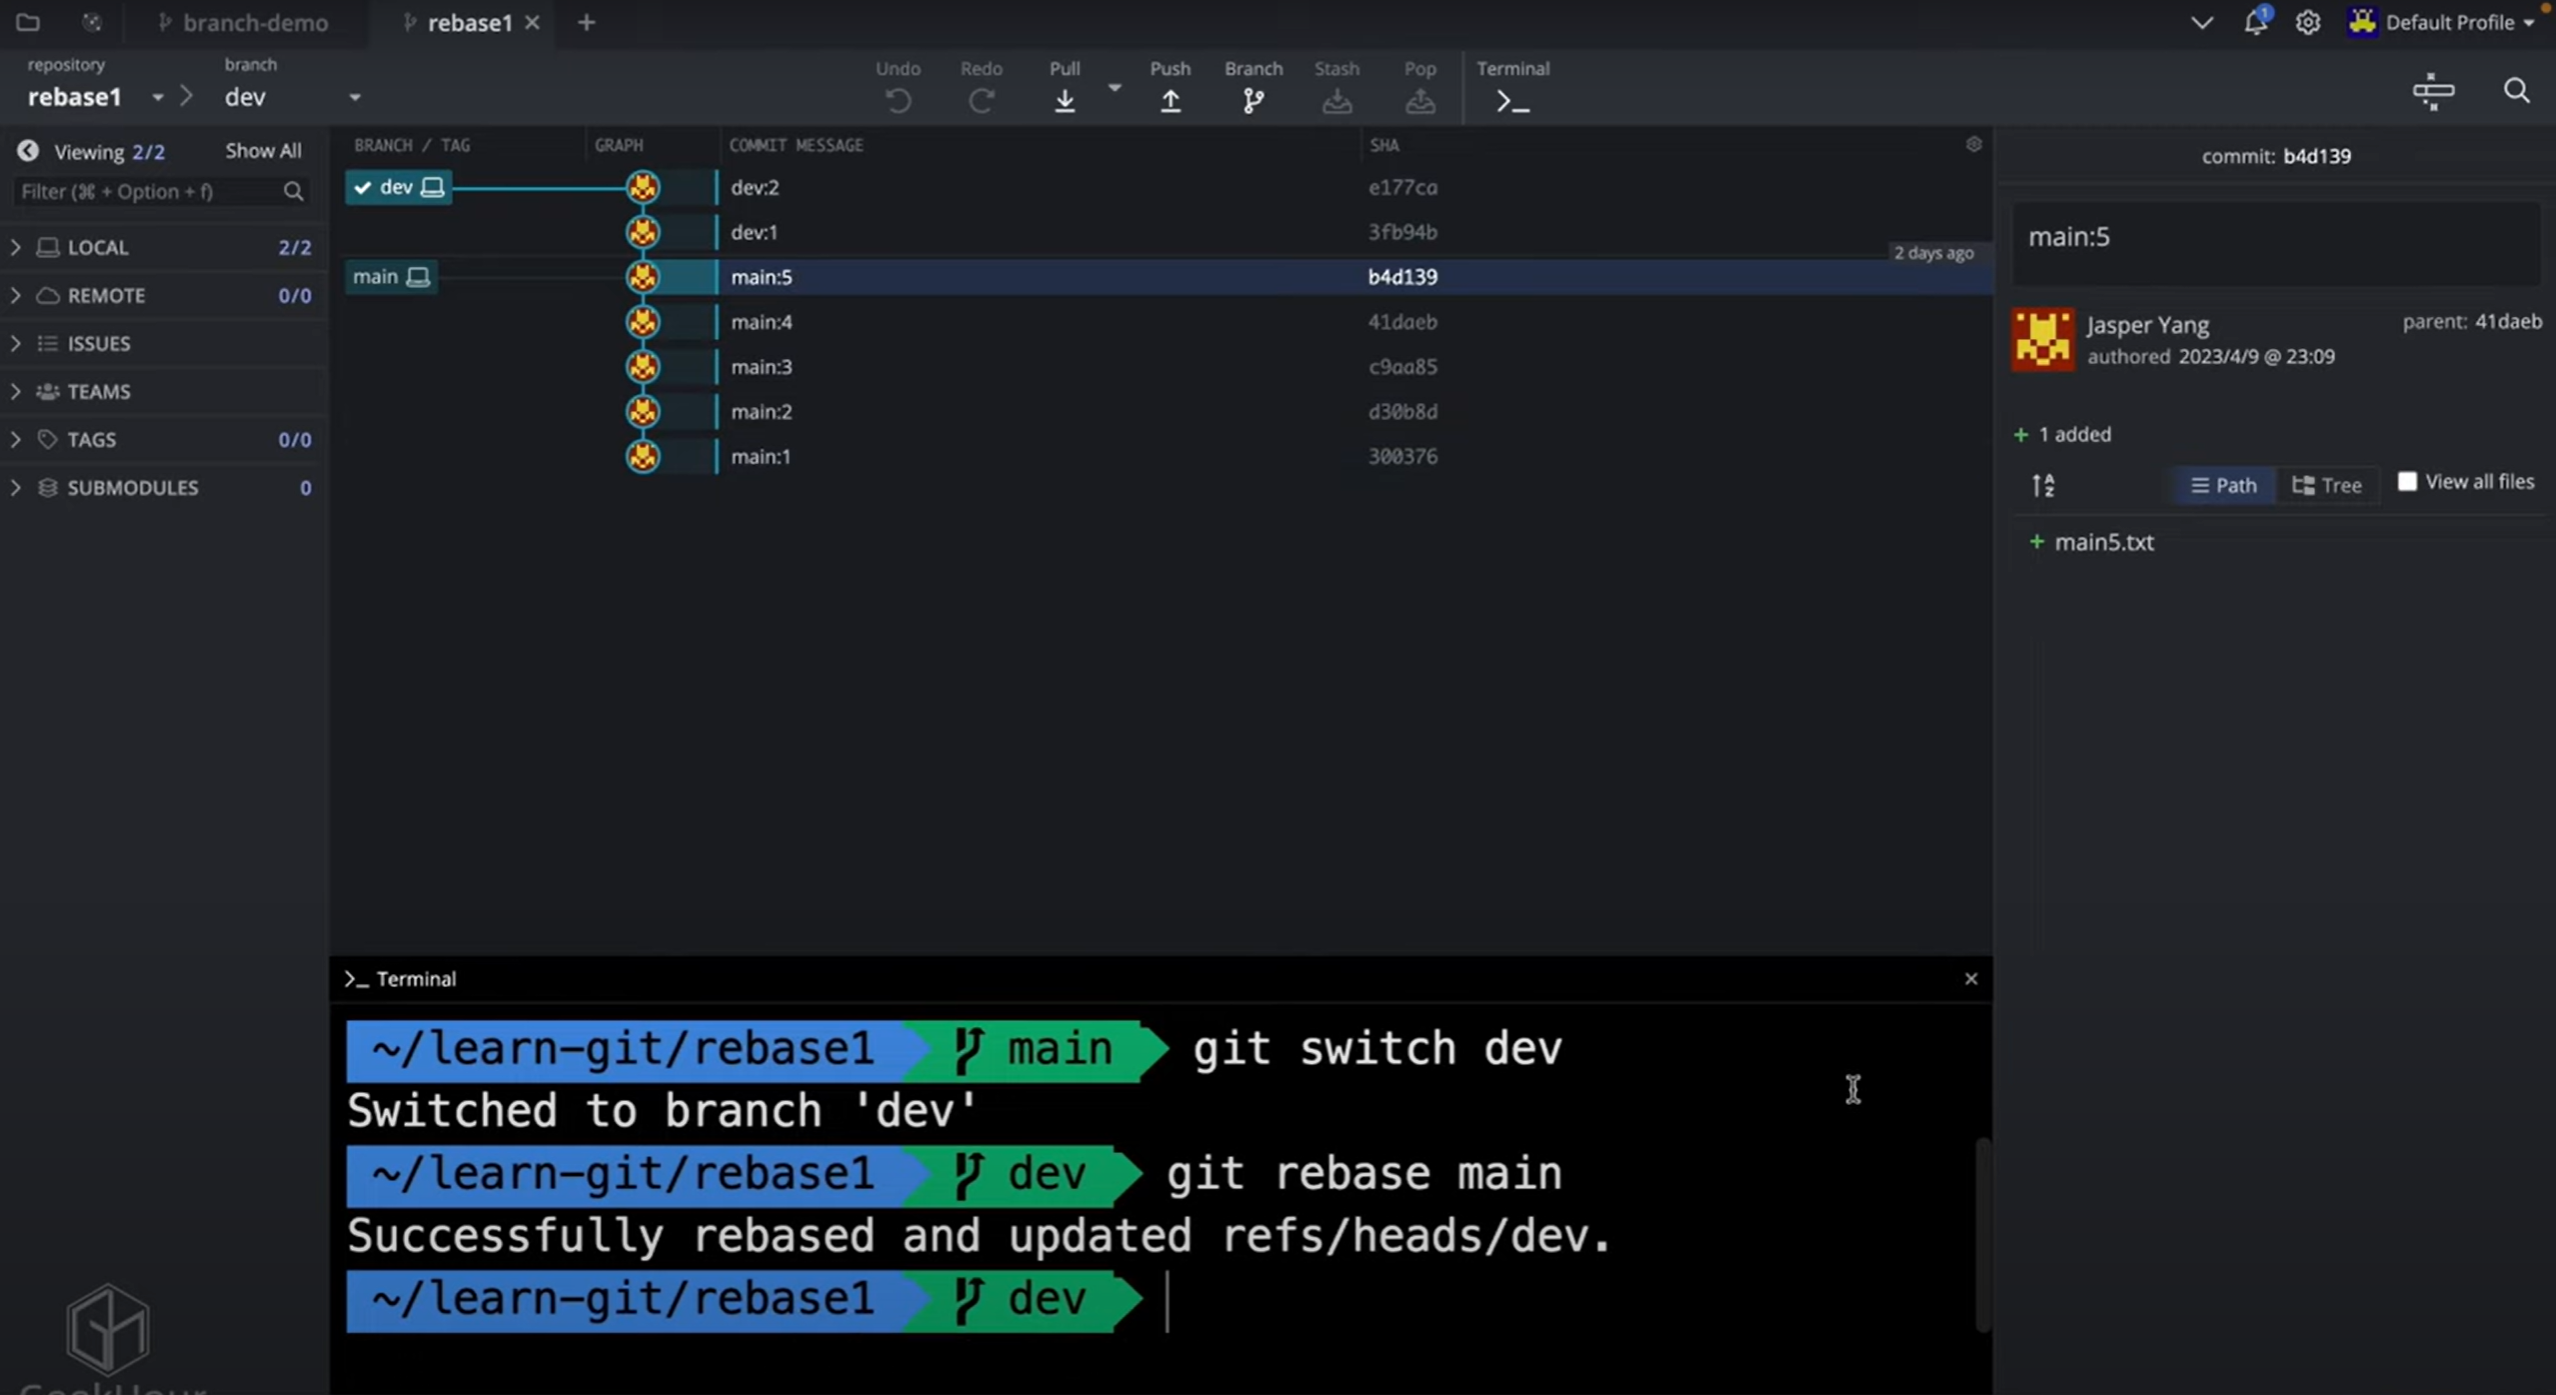 branch-demo
rebase1
Default Profile
1
repository
rebase1
branch
dev
Undo
Redo
Pull
Push
Branch
Stash
Pop
Terminal
Viewing 2/2
Show All
Filter (⌘ + Option + f)
LOCAL 2/2
REMOTE 0/0
ISSUES
TEAMS
TAGS 0/0
SUBMODULES 0
BRANCH / TAG
GRAPH
COMMIT MESSAGE
SHA
dev dev:2 e177ca
dev:1 3fb94b
2 days ago
main main:5 b4d139
main:4 41daeb
main:3 c9aa85
main:2 d30b8d
main:1 300376
commit: b4d139
main:5
Jasper Yang
parent: 41daeb
authored 2023/4/9 @ 23:09
+ 1 added
Path
Tree
View all files
+ main5.txt
>_ Terminal
~/learn-git/rebase1 main git switch dev
Switched to branch 'dev'
~/learn-git/rebase1 dev git rebase main
Successfully rebased and updated refs/heads/dev.
~/learn-git/rebase1 dev
GeekHour